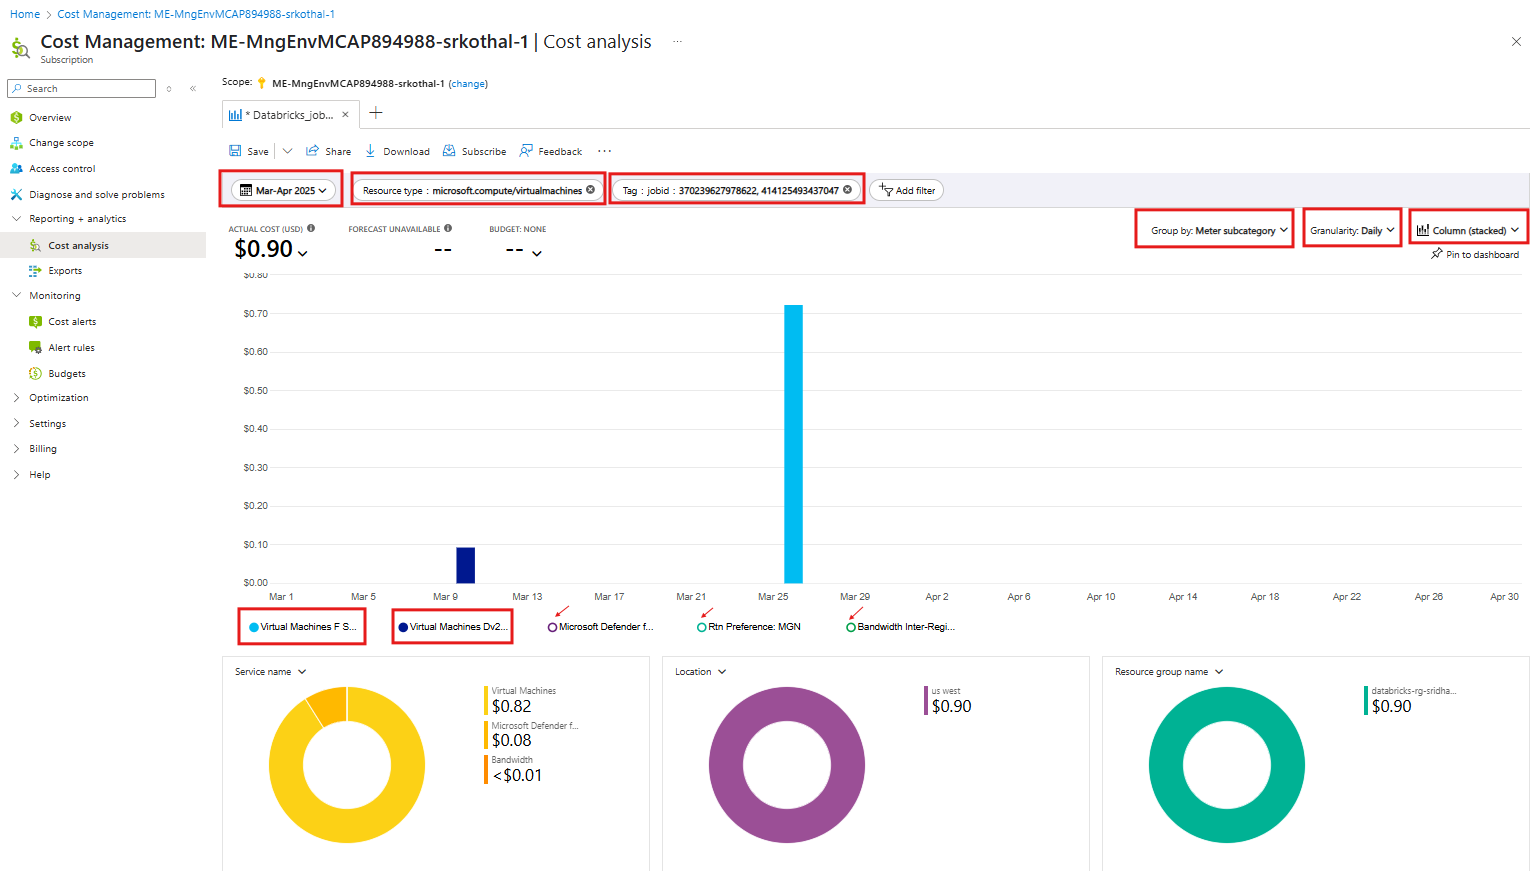 Home > Cost Management: ME-MngEnvMCAP894988-srkothal-1
Cost Management: ME-MngEnvMCAP894988-srkothal-1 | Cost analysis ...
Subscription
Search
Overview
Change scope
Access control
Diagnose and solve problems
Reporting + analytics
Cost analysis
Exports
Monitoring
Cost alerts
Alert rules
Budgets
Optimization
Settings
Billing
Help
Scope: ME-MngEnvMCAP894988-srkothal-1 (change)
* Databricks_job...
Save Share Download Subscribe Feedback ...
Mar-Apr 2025 Resource type : microsoft.compute/virtualmachines Tag : jobid : 370239627978622, 414125493437047 Add filter
ACTUAL COST (USD) FORECAST UNAVAILABLE BUDGET: NONE
$0.90 -- --
Group by: Meter subcategory Granularity: Daily Column (stacked)
Pin to dashboard
$0.80
$0.70
$0.60
$0.50
$0.40
$0.30
$0.20
$0.10
$0.00
Mar 1 Mar 5 Mar 9 Mar 13 Mar 17 Mar 21 Mar 25 Mar 29 Apr 2 Apr 6 Apr 10 Apr 14 Apr 18 Apr 22 Apr 26 Apr 30
Virtual Machines F S... Virtual Machines Dv2... Microsoft Defender f... Rtn Preference: MGN Bandwidth Inter-Regi...
Service name
Virtual Machines
$0.82
Microsoft Defender f...
$0.08
Bandwidth
<$0.01
Location
us west
$0.90
Resource group name
databricks-rg-sridha...
$0.90